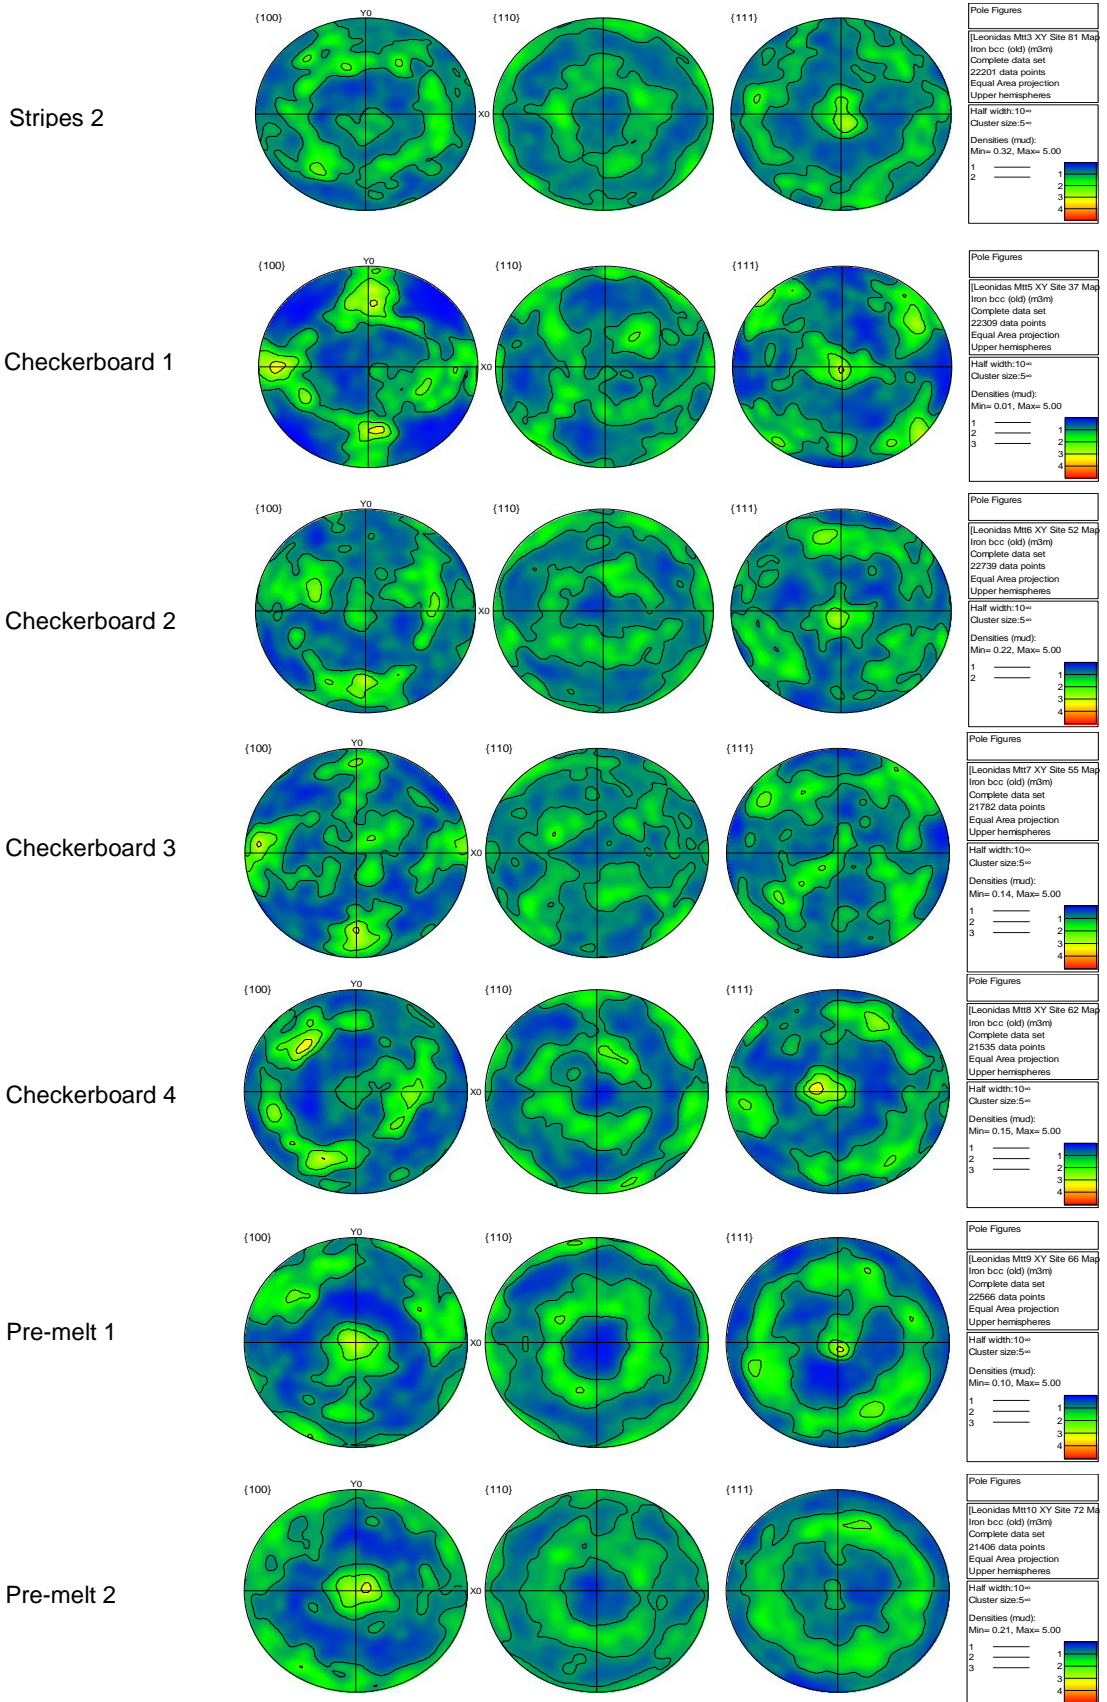 {100}
Y0
{110}
{111}
X0
Stripes 2
Pole Figures
[Leonidas Mtt3 XY Site 81 Map
Iron bcc (old) (m3m)
Complete data set
22201 data points
Equal Area projection
Upper hemispheres
Half width:10∞
Cluster size:5∞
Densities (mud):
Min= 0.32, Max= 5.00
1
2
1
2
3
4
{100}
Y0
{110}
{111}
X0
Checkerboard 1
Pole Figures
[Leonidas Mtt5 XY Site 37 Map
Iron bcc (old) (m3m)
Complete data set
22309 data points
Equal Area projection
Upper hemispheres
Half width:10∞
Cluster size:5∞
Densities (mud):
Min= 0.01, Max= 5.00
1
2
3
1
2
3
4
{100}
Y0
{110}
{111}
X0
Checkerboard 2
Pole Figures
[Leonidas Mtt6 XY Site 52 Map
Iron bcc (old) (m3m)
Complete data set
22739 data points
Equal Area projection
Upper hemispheres
Half width:10∞
Cluster size:5∞
Densities (mud):
Min= 0.22, Max= 5.00
1
2
1
2
3
4
{100}
Y0
{110}
{111}
X0
Checkerboard 3
Pole Figures
[Leonidas Mtt7 XY Site 55 Map
Iron bcc (old) (m3m)
Complete data set
21782 data points
Equal Area projection
Upper hemispheres
Half width:10∞
Cluster size:5∞
Densities (mud):
Min= 0.14, Max= 5.00
1
2
3
1
2
3
4
{100}
Y0
{110}
{111}
X0
Checkerboard 4
Pole Figures
[Leonidas Mtt8 XY Site 62 Map
Iron bcc (old) (m3m)
Complete data set
21535 data points
Equal Area projection
Upper hemispheres
Half width:10∞
Cluster size:5∞
Densities (mud):
Min= 0.15, Max= 5.00
1
2
3
1
2
3
4
{100}
Y0
{110}
{111}
X0
Pre-melt 1
Pole Figures
[Leonidas Mtt9 XY Site 66 Map
Iron bcc (old) (m3m)
Complete data set
22566 data points
Equal Area projection
Upper hemispheres
Half width:10∞
Cluster size:5∞
Densities (mud):
Min= 0.10, Max= 5.00
1
2
3
1
2
3
4
{100}
Y0
{110}
{111}
X0
Pre-melt 2
Pole Figures
[Leonidas Mtt10 XY Site 72 Ma
Iron bcc (old) (m3m)
Complete data set
21406 data points
Equal Area projection
Upper hemispheres
Half width:10∞
Cluster size:5∞
Densities (mud):
Min= 0.21, Max= 5.00
1
2
3
1
2
3
4